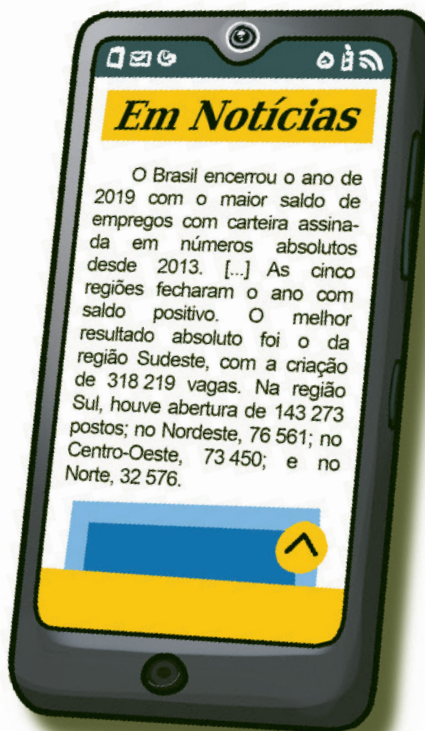 Em Notícias
O Brasil encerrou o ano de
2019 com o maior saldo de
empregos com carteira assina-
da em números absolutos
desde 2013. [...] As cinco
regiões fecharam o ano com
saldo positivo. O melhor
resultado absoluto foi o da
região Sudeste, com a criação
de 318 219 vagas. Na região
Sul, houve abertura de 143 273
postos; no Nordeste, 76 561; no
Centro-Oeste, 73 450; e no
Norte, 32 576.